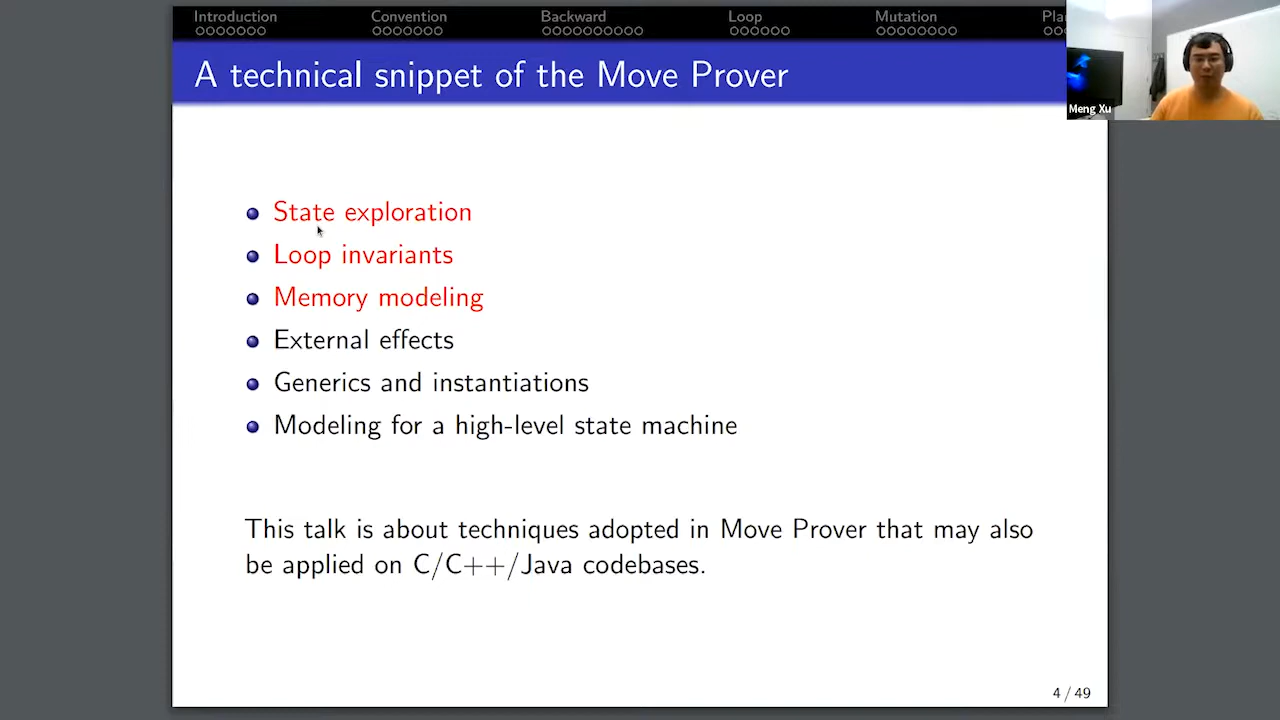 Introduction
Convention
Backward
Loop
Mutation
Pla
A technical snippet of the Move Prover
Meng Xu
State exploration
Loop invariants
Memory modeling
External effects
Generics and instantiations
Modeling for a high-level state machine
This talk is about techniques adopted in Move Prover that may also
be applied on C/C++/Java codebases.
4 / 49